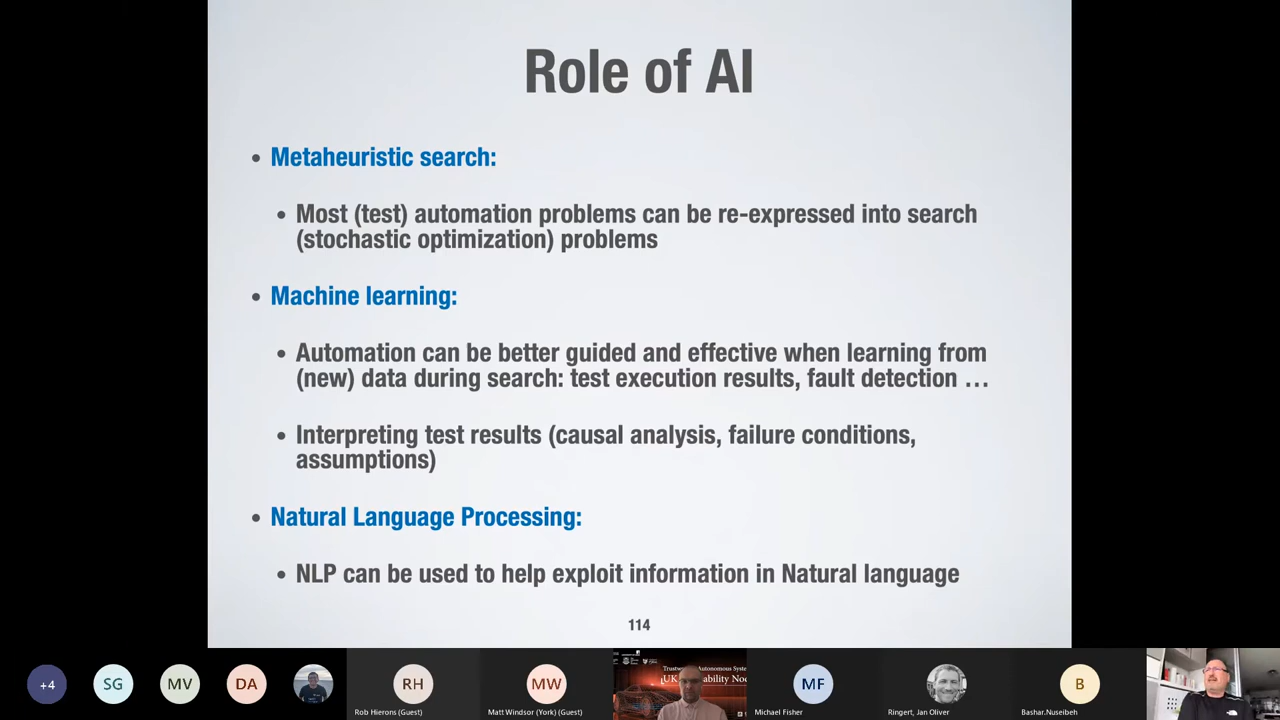 Role of AI
• Metaheuristic search:
• Most (test) automation problems can be re-expressed into search
(stochastic optimization) problems
• Machine learning:
• Automation can be better guided and effective when learning from
(new) data during search: test execution results, fault detection …
• Interpreting test results (causal analysis, failure conditions,
assumptions)
• Natural Language Processing:
• NLP can be used to help exploit information in Natural language
114
+4
SG
MV
DA
RH
Rob Hierons (Guest)
MW
Matt Windsor (York) (Guest)
Autonomous
MF
Michael Fisher
Ringert, Jan Oliver
B
Bashar.Nuseibeh